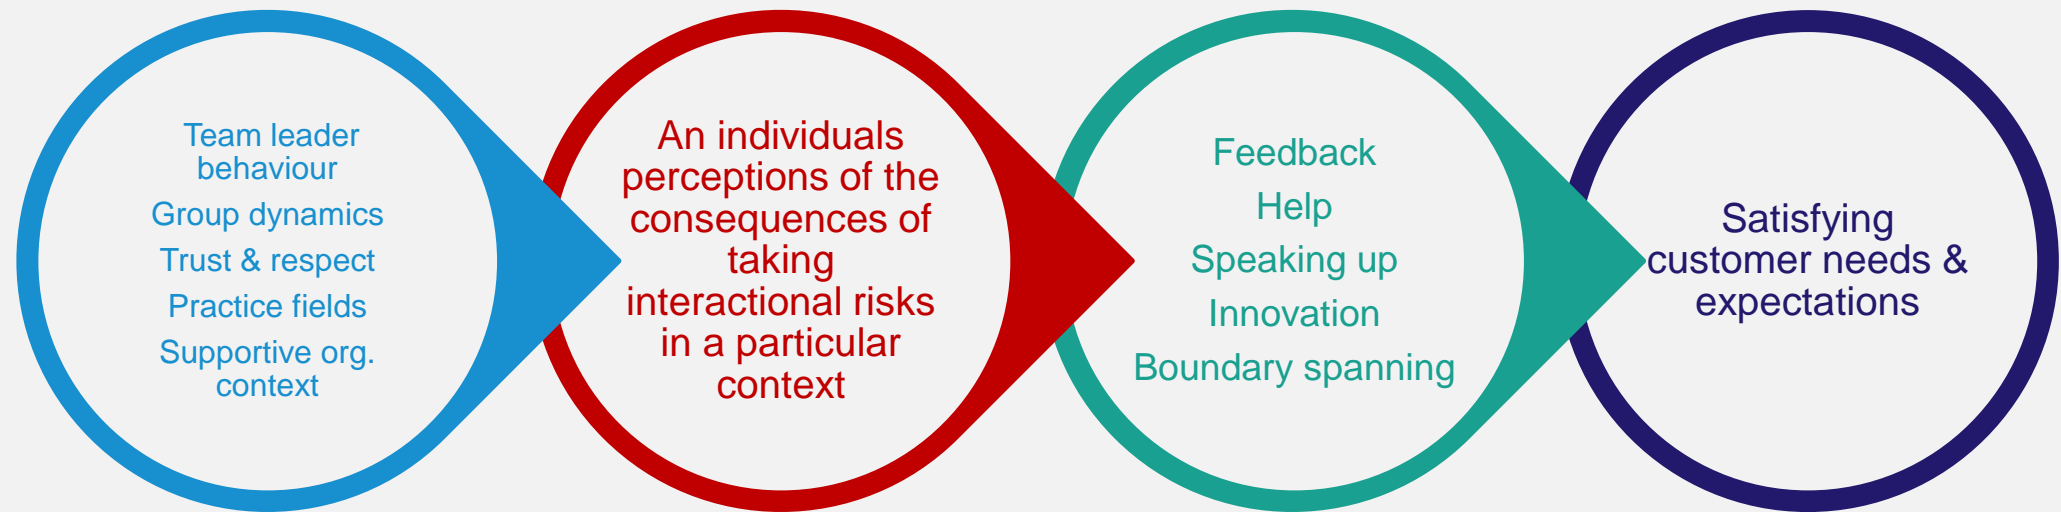 Team leader
behaviour
Group dynamics
Trust & respect
Practice fields
Supportive org.
context
An individuals
perceptions of the
consequences of
taking
interactional risks
in a particular
context
Feedback
Help
Speaking up
Innovation
Boundary spanning
Satisfying
customer needs &
expectations